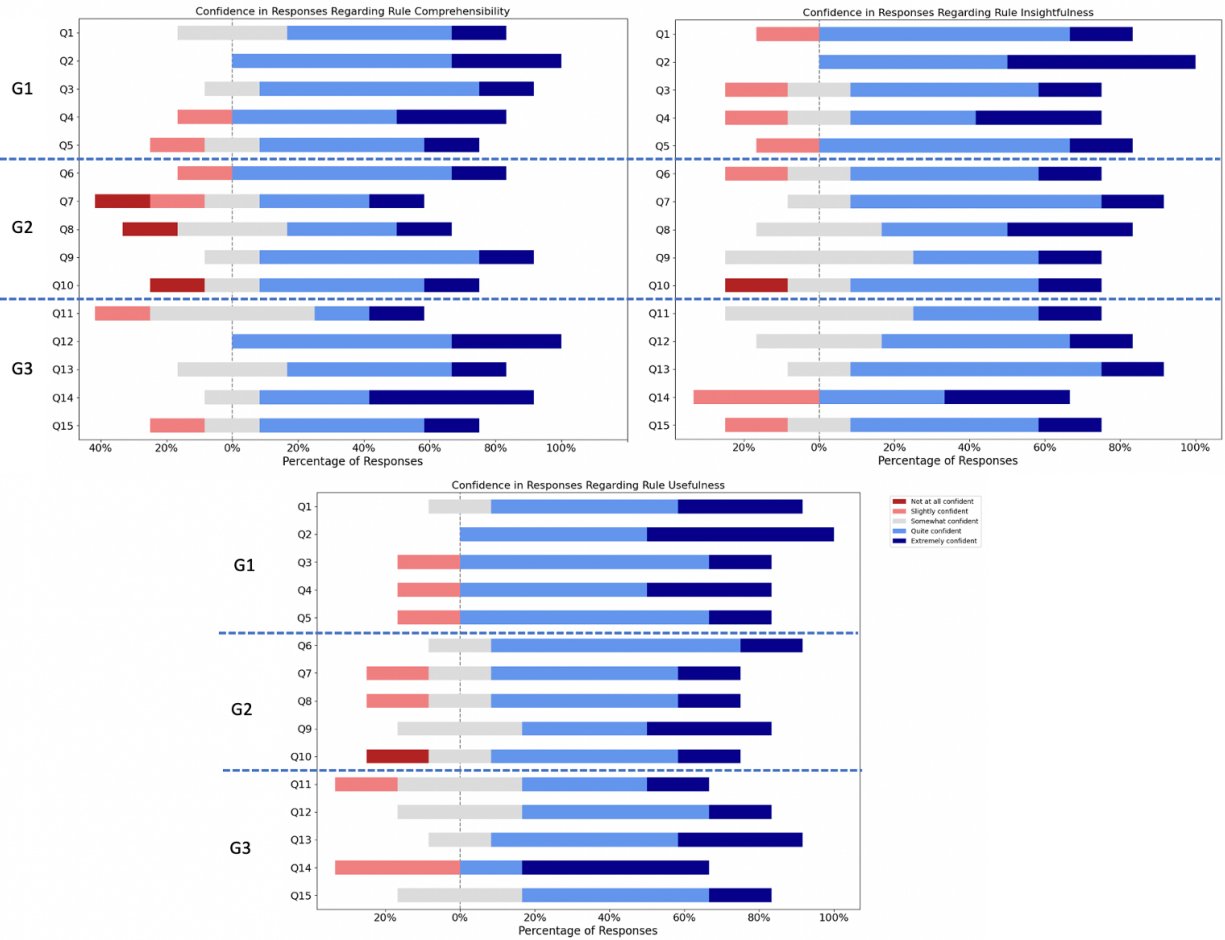 Confidence in Responses Regarding Rule Comprehensibility
Q1
Q2
G1
Q3
Q4
Q5
Q6
Q7
G2
Q8
Q9
Q10
Q11
Q12
G3
Q13
Q14
Q15
40% 20% 0% 20% 40% 60% 80% 100%
Percentage of Responses
Confidence in Responses Regarding Rule Insightfulness
Q1
Q2
Q3
Q4
Q5
Q6
Q7
Q8
Q9
Q10
Q11
Q12
Q13
Q14
Q15
20% 0% 20% 40% 60% 80% 100%
Percentage of Responses
Confidence in Responses Regarding Rule Usefulness
Q1
Q2
G1
Q3
Q4
Q5
Q6
Q7
G2
Q8
Q9
Q10
Q11
Q12
G3
Q13
Q14
Q15
20% 0% 20% 40% 60% 80% 100%
Percentage of Responses
Not at all confident
Slightly confident
Somewhat confident
Quite confident
Extremely confident